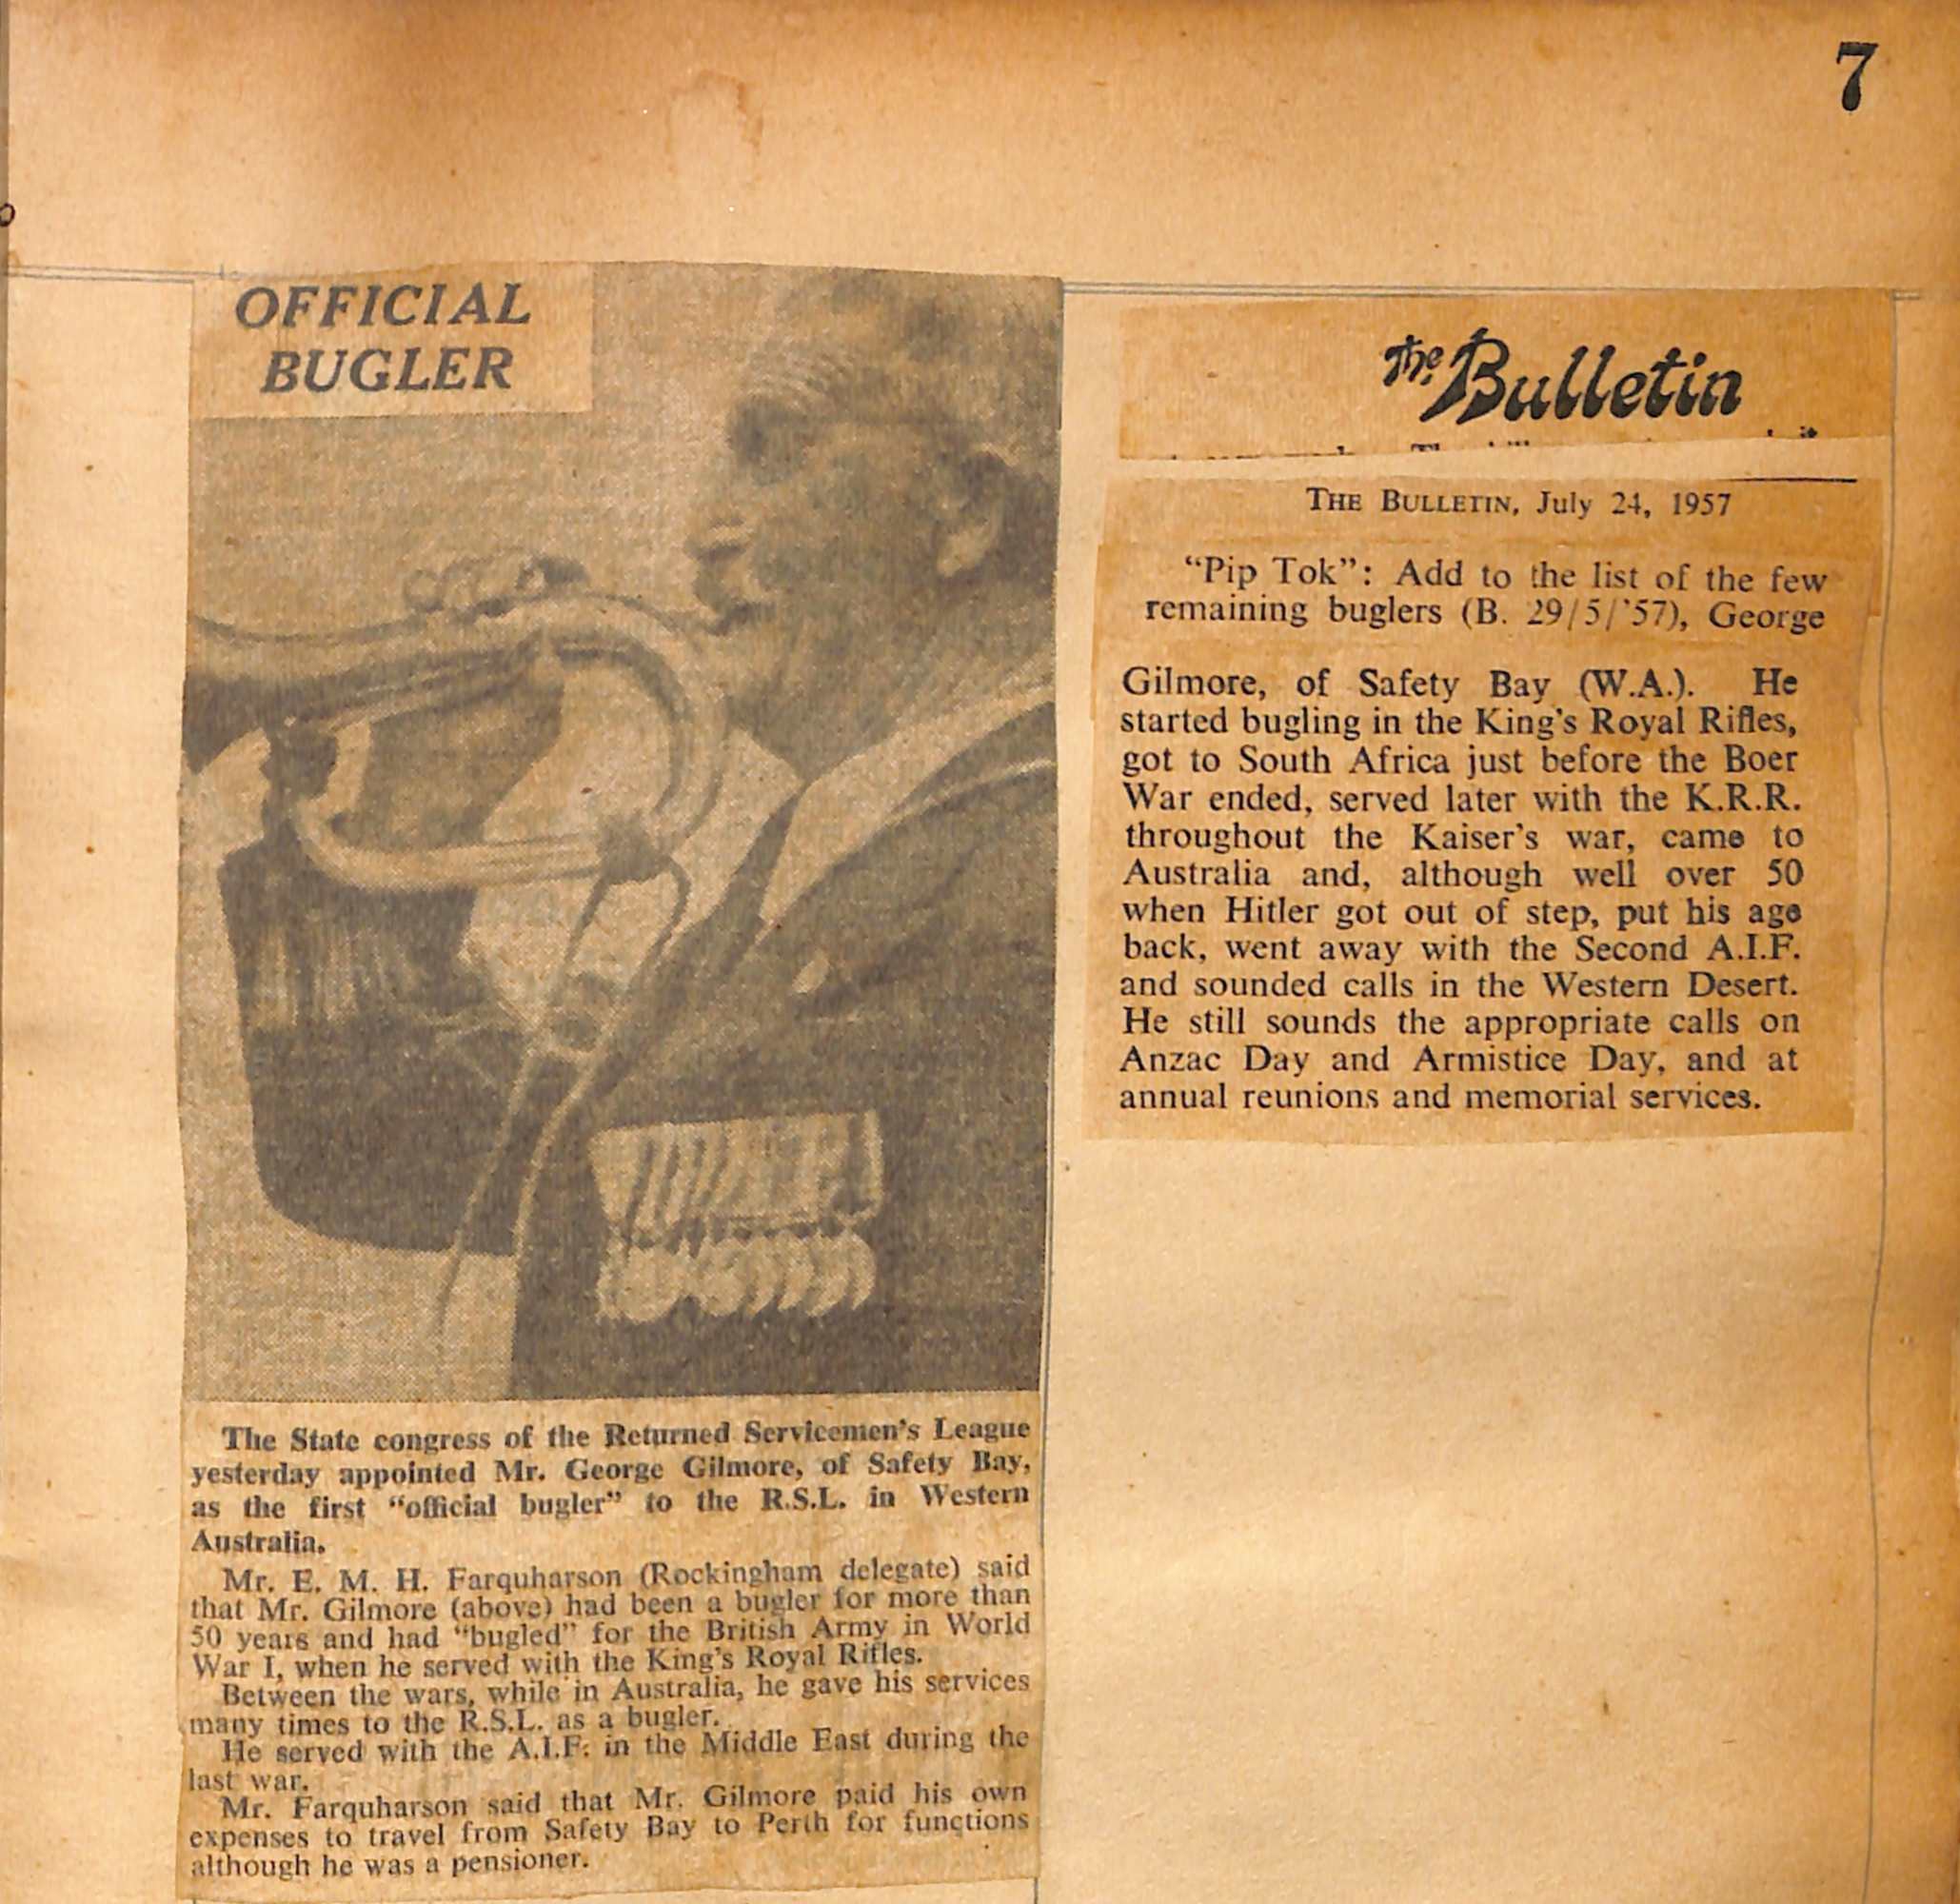 7
OFFICIAL
BUGLER
The State congress of the Returned Servicemen's League
yesterday appointed Mr. George Gilmore, of Safety Bay,
as the first "official bugler" to the R.S.L. in Western
Australia.
Mr. E. M. H. Farquharson (Rockingham delegate) said
that Mr. Gilmore (above) had been a bugler for more than
50 years and had "bugled" for the British Army in World
War I, when he served with the King's Royal Rifles.
Between the wars, while in Australia, he gave his services
many times to the R.S.L. as a bugler.
He served with the A.I.F. in the Middle East during the
last war.
Mr. Farquharson said that Mr. Gilmore paid his own
expenses to travel from Safety Bay to Perth for functions
although he was a pensioner.
The Bulletin
THE BULLETIN, July 24, 1957
"Pip Tok": Add to the list of the few
remaining buglers (B. 29/5/'57), George
Gilmore, of Safety Bay (W.A.). He
started bugling in the King's Royal Rifles,
got to South Africa just before the Boer
War ended, served later with the K.R.R.
throughout the Kaiser's war, came to
Australia and, although well over 50
when Hitler got out of step, put his age
back, went away with the Second A.I.F.
and sounded calls in the Western Desert.
He still sounds the appropriate calls on
Anzac Day and Armistice Day, and at
annual reunions and memorial services.